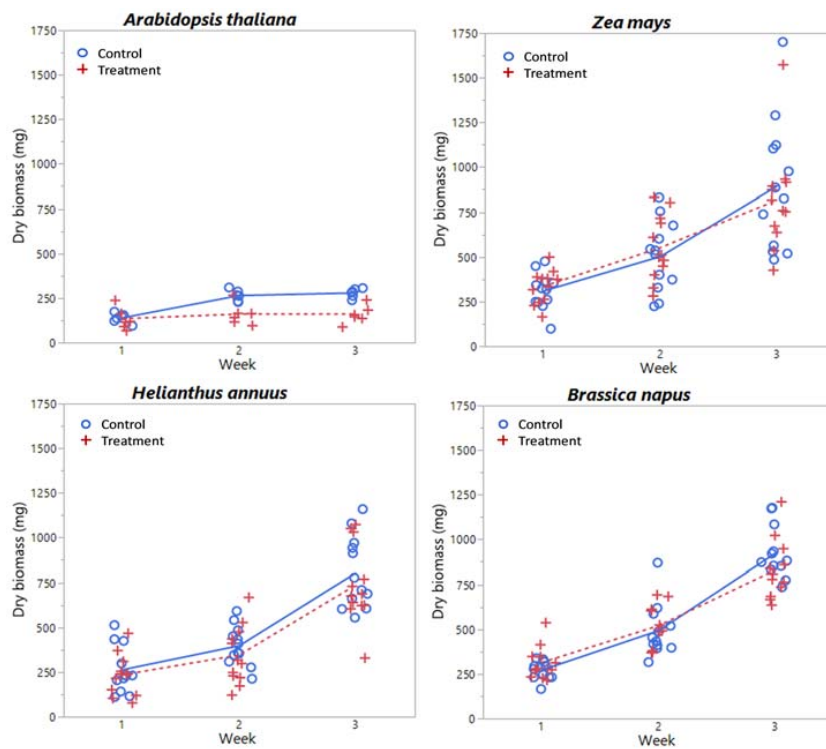 Arabidopsis thaliana
1750
1500
1250
1000
750
500
250
0
Dry biomass (mg)
Control
Treatment
1
2
3
Week
Zea mays
1750
1500
1250
1000
750
500
250
0
Dry biomass (mg)
Control
Treatment
1
2
3
Week
Helianthus annuus
1750
1500
1250
1000
750
500
250
0
Dry biomass (mg)
Control
Treatment
1
2
3
Week
Brassica napus
1750
1500
1250
1000
750
500
250
0
Dry biomass (mg)
Control
Treatment
1
2
3
Week